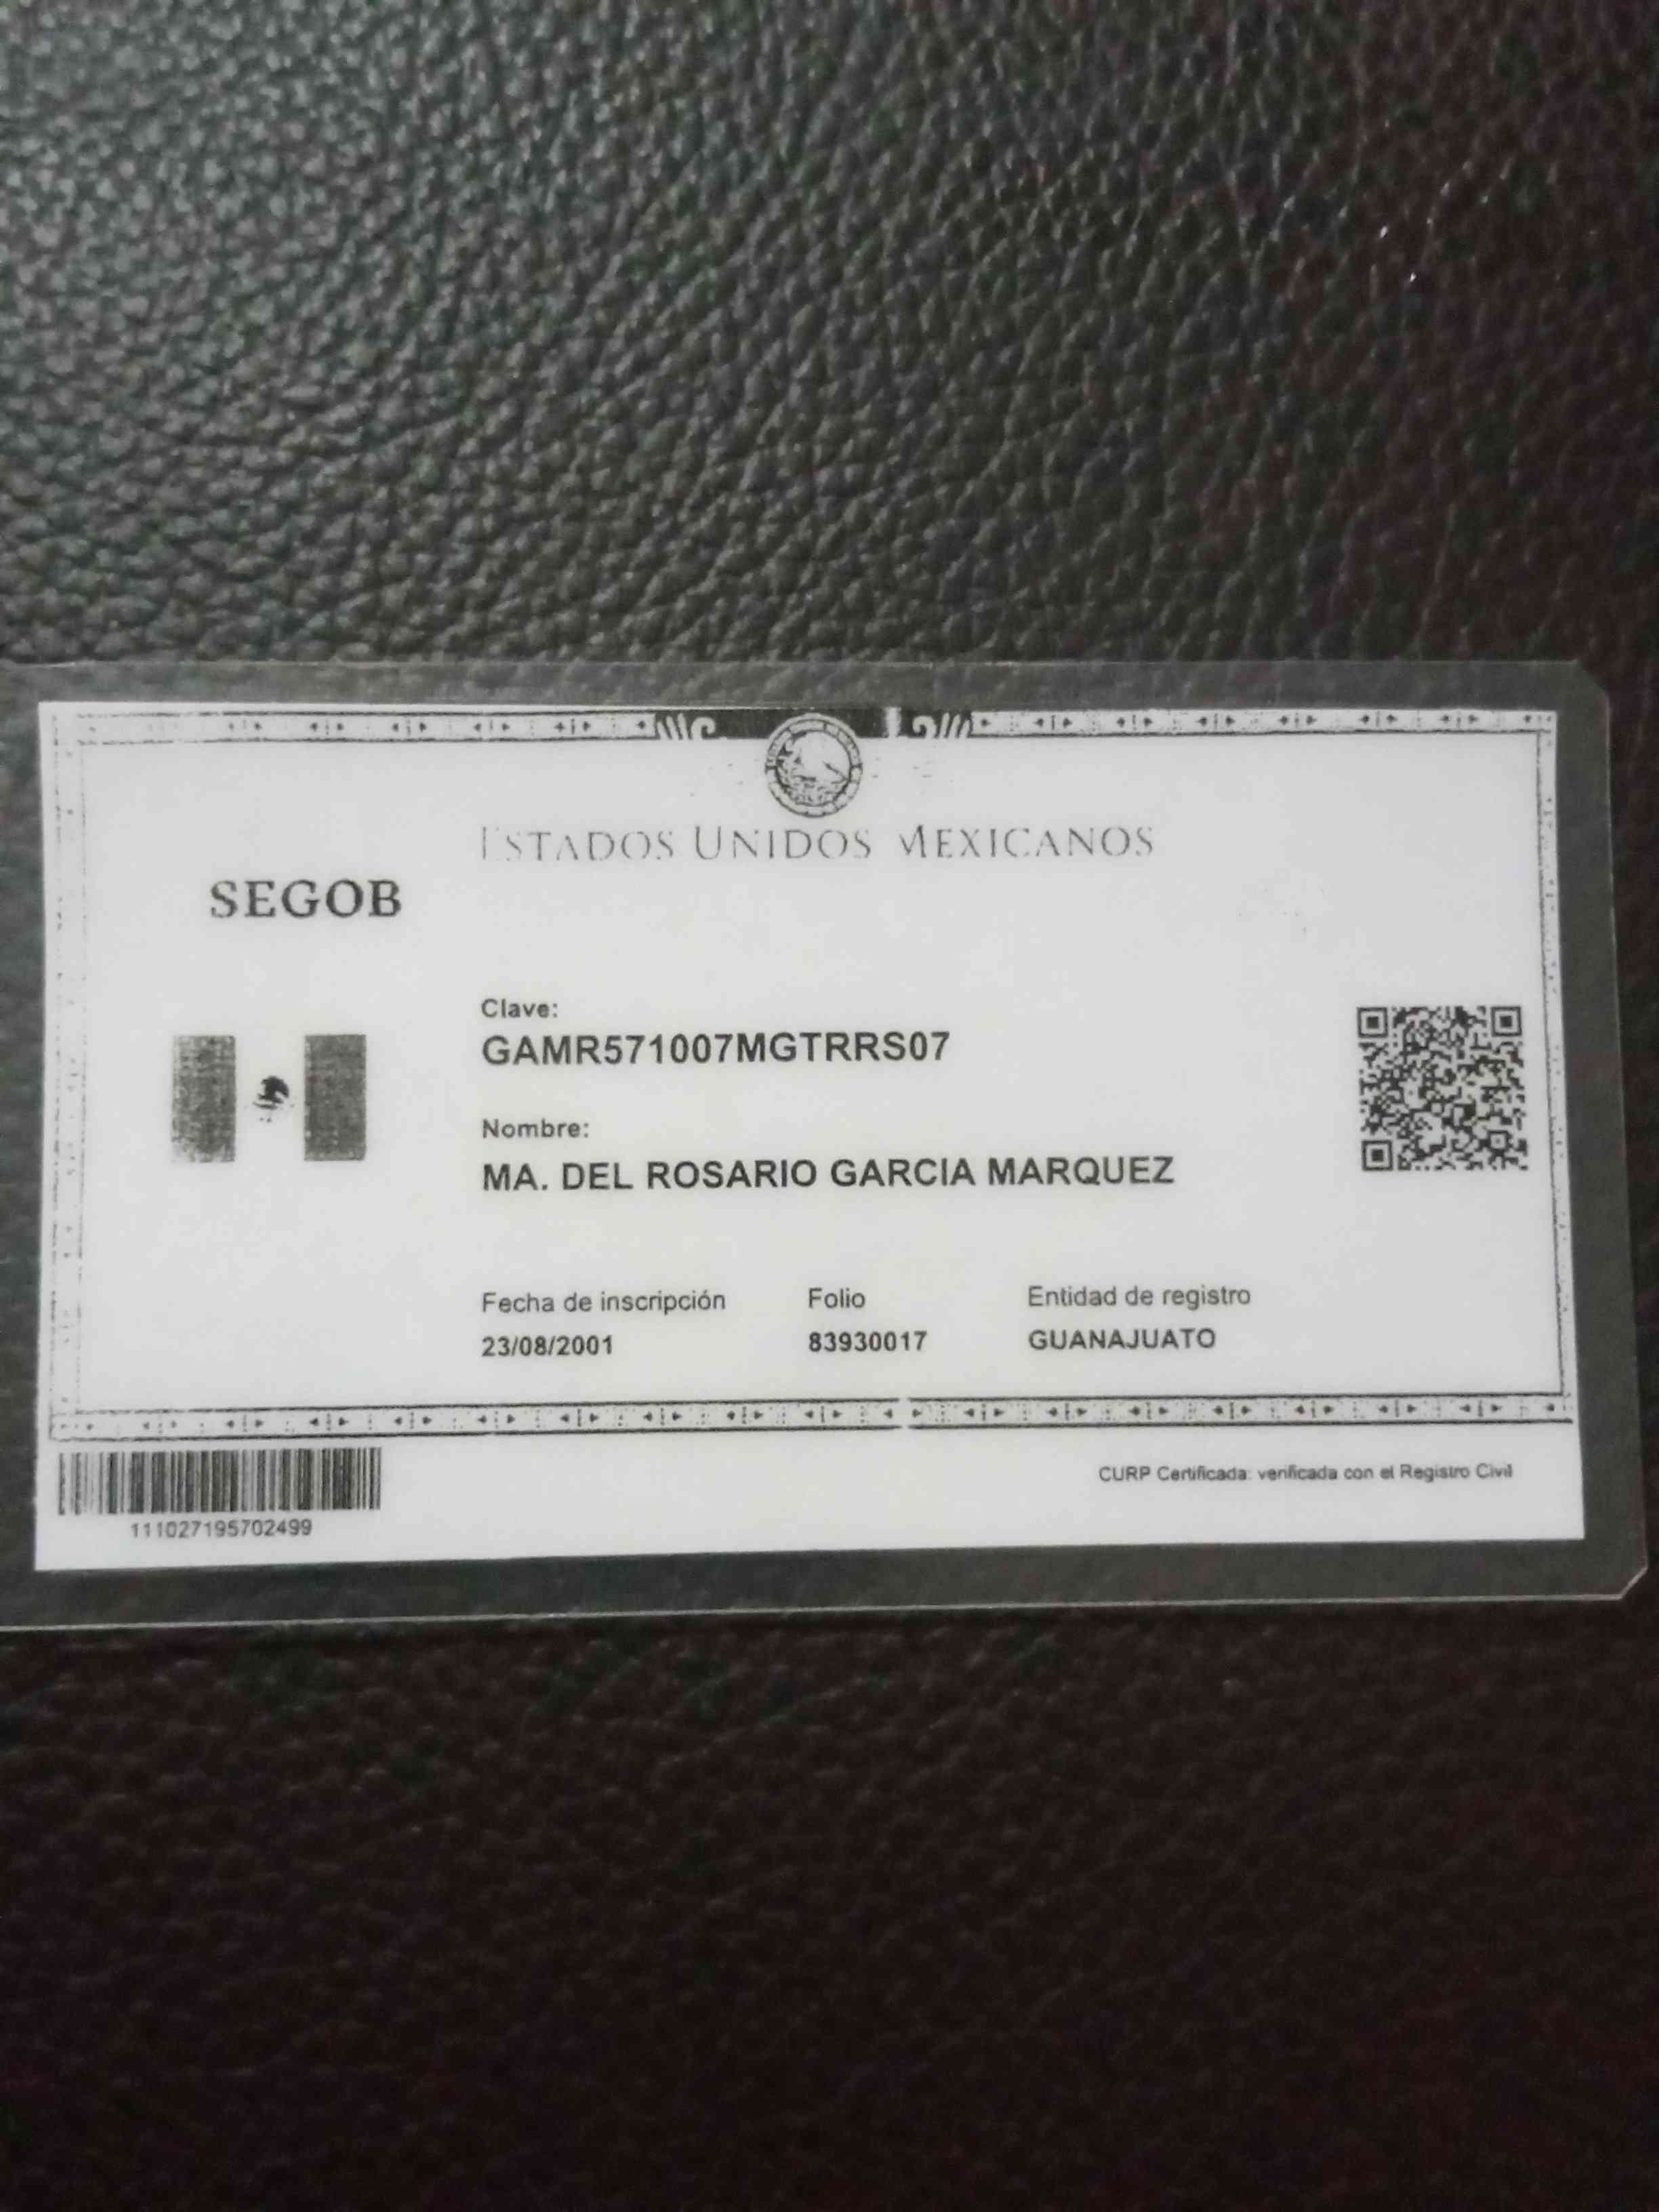 ESTADOS UNIDOS MEXICANOS
SEGOB
Clave:
GAMR571007MGTRRS07
Nombre:
MA. DEL ROSARIO GARCIA MARQUEZ
Fecha de inscripción Folio Entidad de registro
23/08/2001 83930017 GUANAJUATO
111027195702499
CURP Certificada: verificada con el Registro Civil